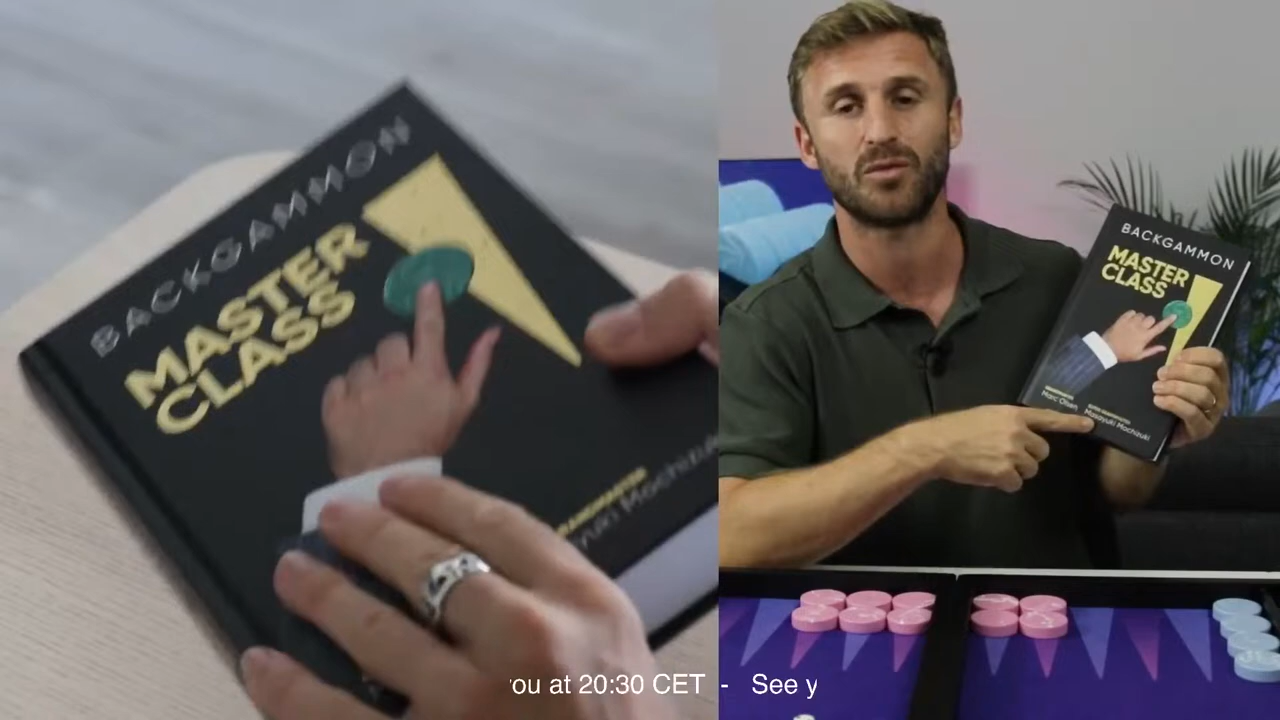 BACKGAMMON
MASTER
CLASS
BACKGAMMON
MASTER
CLASS
Marc Olsen
Masayuki Mochizuki
ou at 20:30 CET - See y